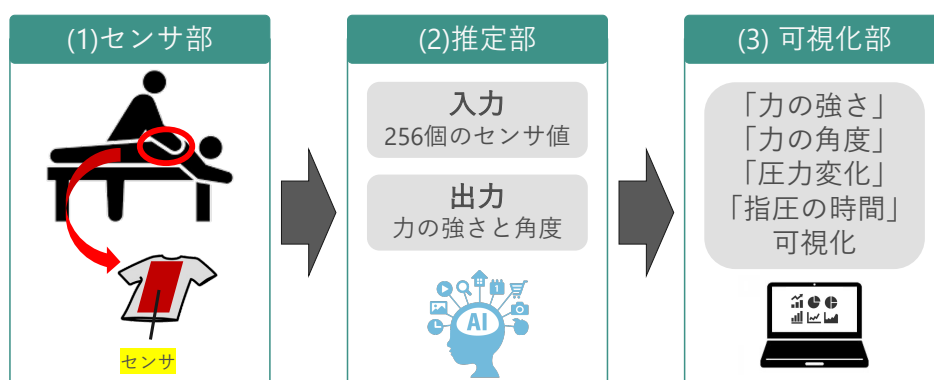 (1)センサ部
センサ
(2)推定部
入力
256個のセンサ値
出力
力の強さと角度
1
AI
(3) 可視化部
「力の強さ」
「力の角度」
「圧力変化」
「指圧の時間」
可視化